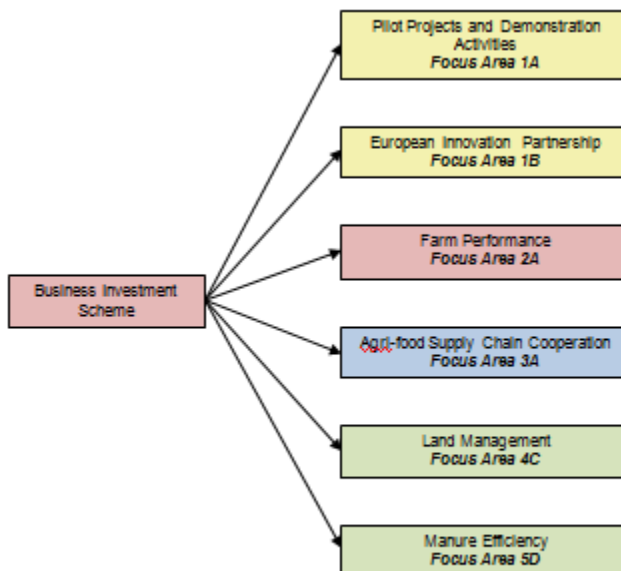 Pilot Projects and Demonstration
Activities
Focus Area 1A
European Innovation Partnership
Focus Area 1B
Farm Performance
Focus Area 2A
Business Investment
Scheme
Agri-food Supply Chain Cooperation
Focus Area 3A
Land Management
Focus Area 4C
Manure Efficiency
Focus Area 5D